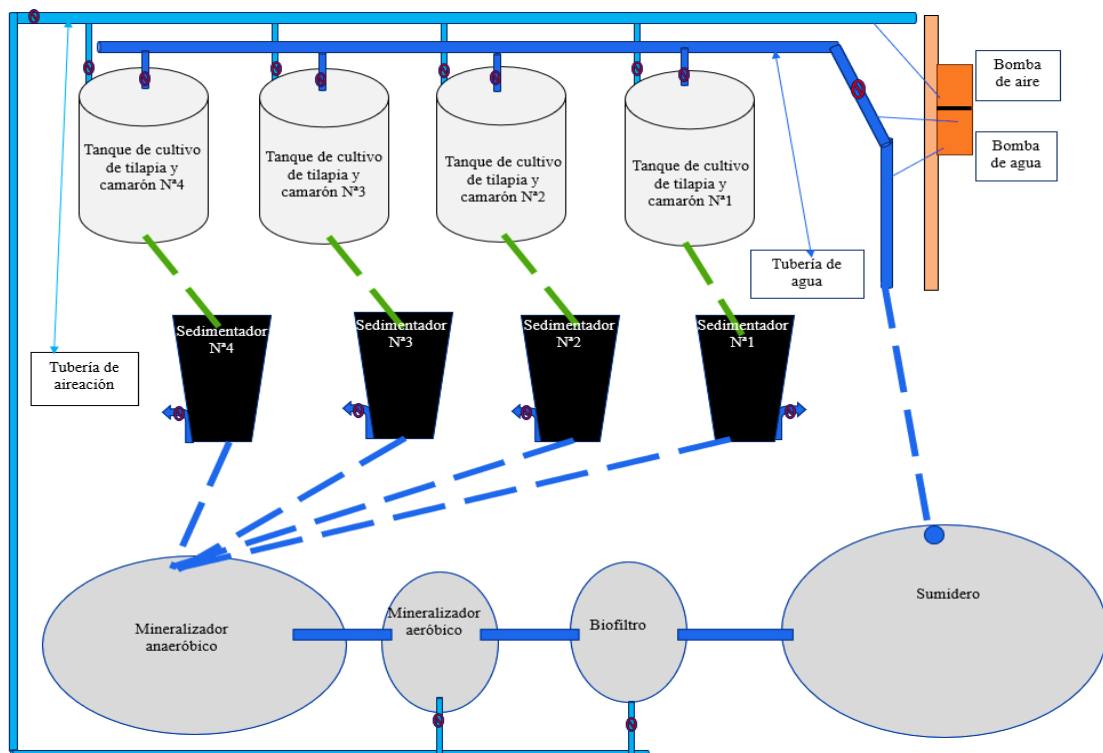 Bomba
de aire
Bomba
de agua
Tanque de cultivo
de tilapia y
camarón Nª4
Tanque de cultivo
de tilapia y
camarón Nª3
Tanque de cultivo
de tilapia y
camarón Nª2
Tanque de cultivo
de tilapia y
camarón Nª1
Tubería de
agua
Sedimentador
Nª4
Sedimentador
Nª3
Sedimentador
Nª2
Sedimentador
Nª1
Tubería de
aireación
Mineralizador
anaeróbico
Mineralizador
aeróbico
Biofiltro
Sumidero